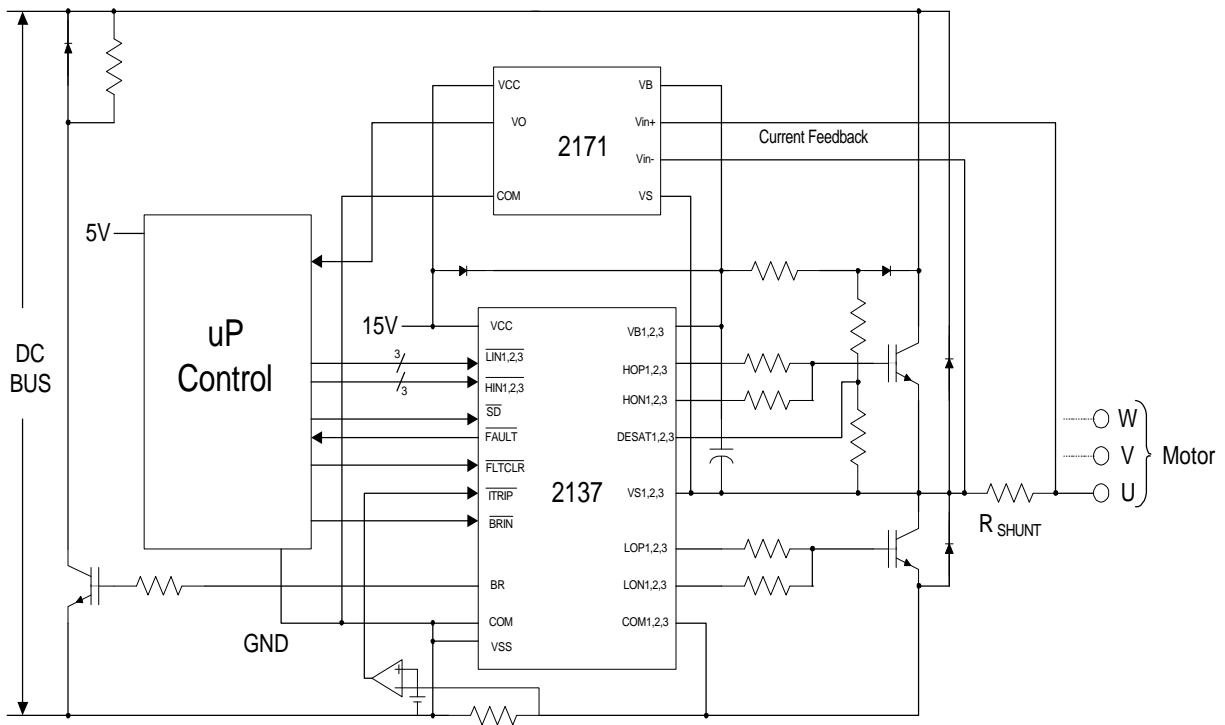 VCC
VO
COM
2171
VB
Vin+
Vin-
VS
Current Feedback
5V
uP
Control
DC
BUS
15V
VCC
LIN1,2,3
HIN1,2,3
SD
FAULT
FLTCLR
ITRIP
BRIN
BR
COM
VSS
3
3
2137
VB1,2,3
HOP1,2,3
HON1,2,3
DESAT1,2,3
VS1,2,3
LOP1,2,3
LON1,2,3
COM1,2,3
GND
R SHUNT
W
V
U
Motor
+
-